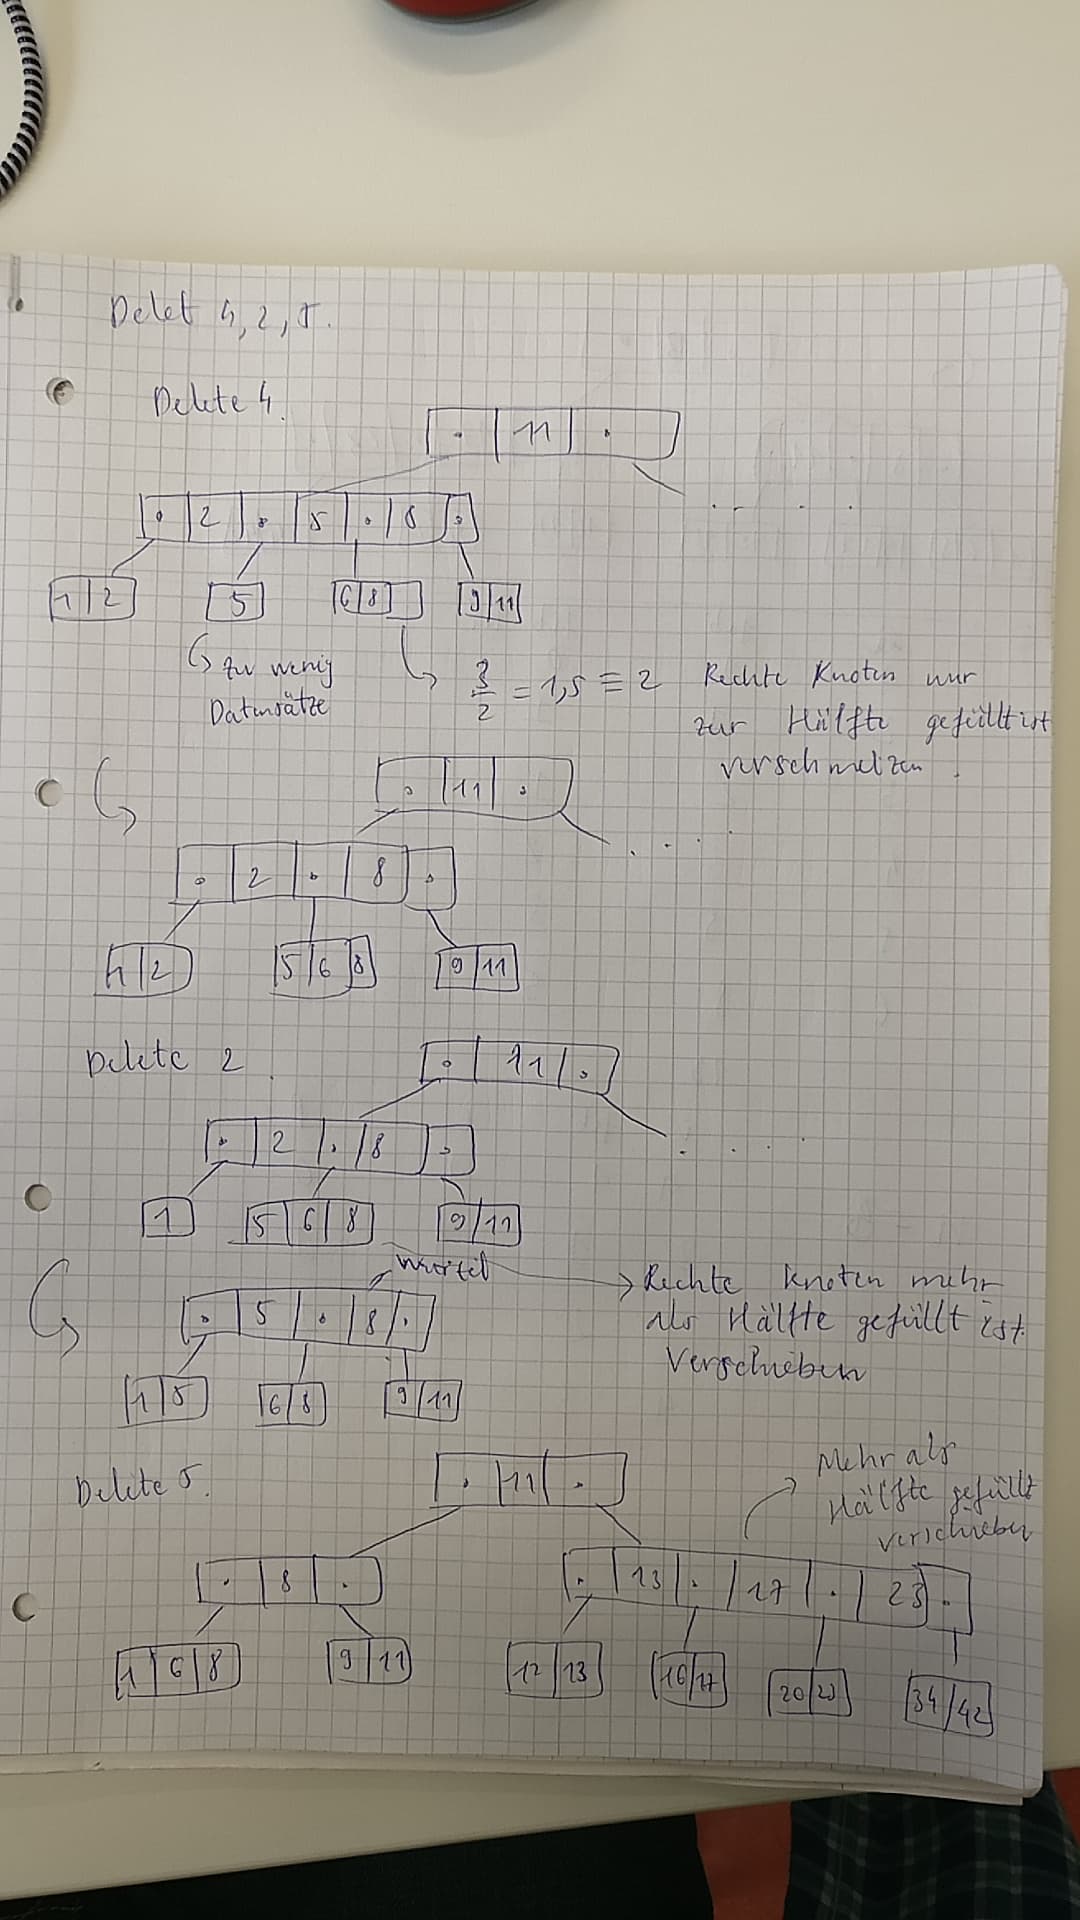 Delet 4, 2, 5.
Delete 4.
. | 11 | .
. | 2 | . | 5 | . | 8 | .
1 | 2
5
6 | 8
9 | 11
zu wenig
Datensätze
3/2 = 1,5 ≡ 2
Rechte Knoten nur
zur Hälfte gefüllt ist
verschmelzen.
. | 11 | .
. | 2 | . | 8 | .
1 | 2
5 | 6 | 8
9 | 11
Delete 2.
. | 11 | .
. | 2 | . | 8 | .
1
5 | 6 | 8
9 | 11
Wurzel
. | 5 | . | 8 | .
Rechte Knoten mehr
als Hälfte gefüllt ist.
Verschieben
1 | 5
6 | 8
9 | 11
Delete 5.
. | 11 | .
Mehr als
Hälfte gefüllt
verschieben
. | 8 | .
. | 13 | . | 17 | . | 23 | .
1 | 6 | 8
9 | 11
12 | 13
16 | 17
20 | 23
34 | 42